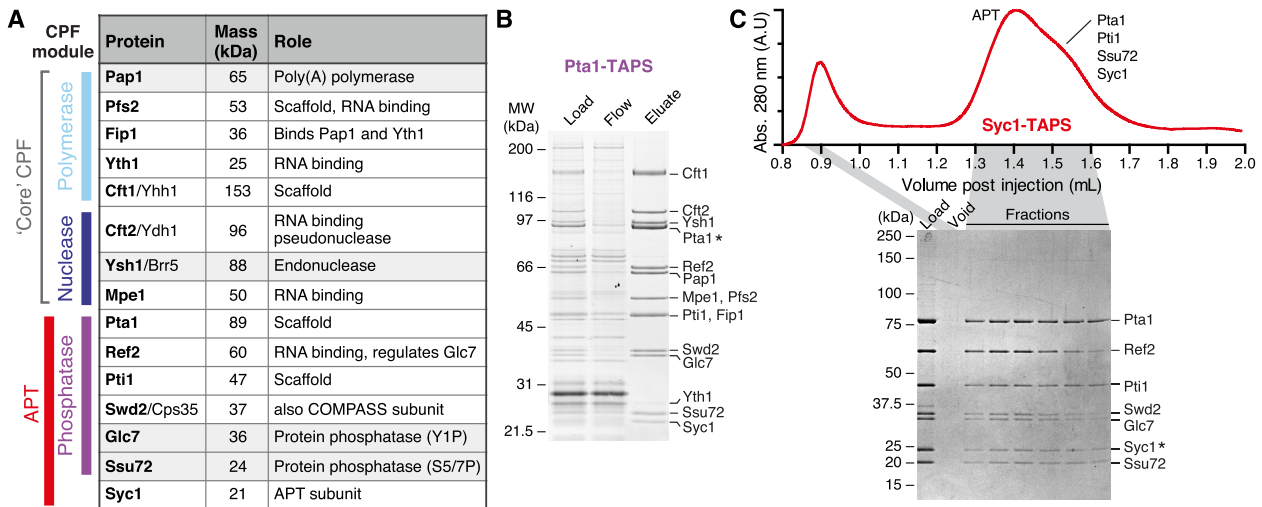 A
CPF
module
Protein
Mass
(kDa)
Role
Pap1 65 Poly(A) polymerase
Pfs2 53 Scaffold, RNA binding
Fip1 36 Binds Pap1 and Yth1
Yth1 25 RNA binding
Cft1/Yhh1 153 Scaffold
Cft2/Ydh1 96 RNA binding
pseudonuclease
Ysh1/Brr5 88 Endonuclease
Mpe1 50 RNA binding
Pta1 89 Scaffold
Ref2 60 RNA binding, regulates Glc7
Pti1 47 Scaffold
Swd2/Cps35 37 also COMPASS subunit
Glc7 36 Protein phosphatase (Y1P)
Ssu72 24 Protein phosphatase (S5/7P)
Syc1 21 APT subunit
'Core' CPF
Polymerase
Nuclease
APT
Phosphatase
B
Pta1-TAPS
MW
(kDa)
Load
Flow
Eluate
200
116
97
66
45
31
21.5
Cft1
Cft2
Ysh1
Pta1*
Ref2
Pap1
Mpe1, Pfs2
Pti1, Fip1
Swd2
Glc7
Yth1
Ssu72
Syc1
C
Abs. 280 nm (A.U)
APT
Pta1
Pti1
Ssu72
Syc1
Syc1-TAPS
0.8 0.9 1.0 1.1 1.2 1.3 1.4 1.5 1.6 1.7 1.8 1.9 2.0
Volume post injection (mL)
(kDa)
Load
Void
Fractions
250
150
100
75
50
37.5
25
20
15
Pta1
Ref2
Pti1
Swd2
Glc7
Syc1*
Ssu72